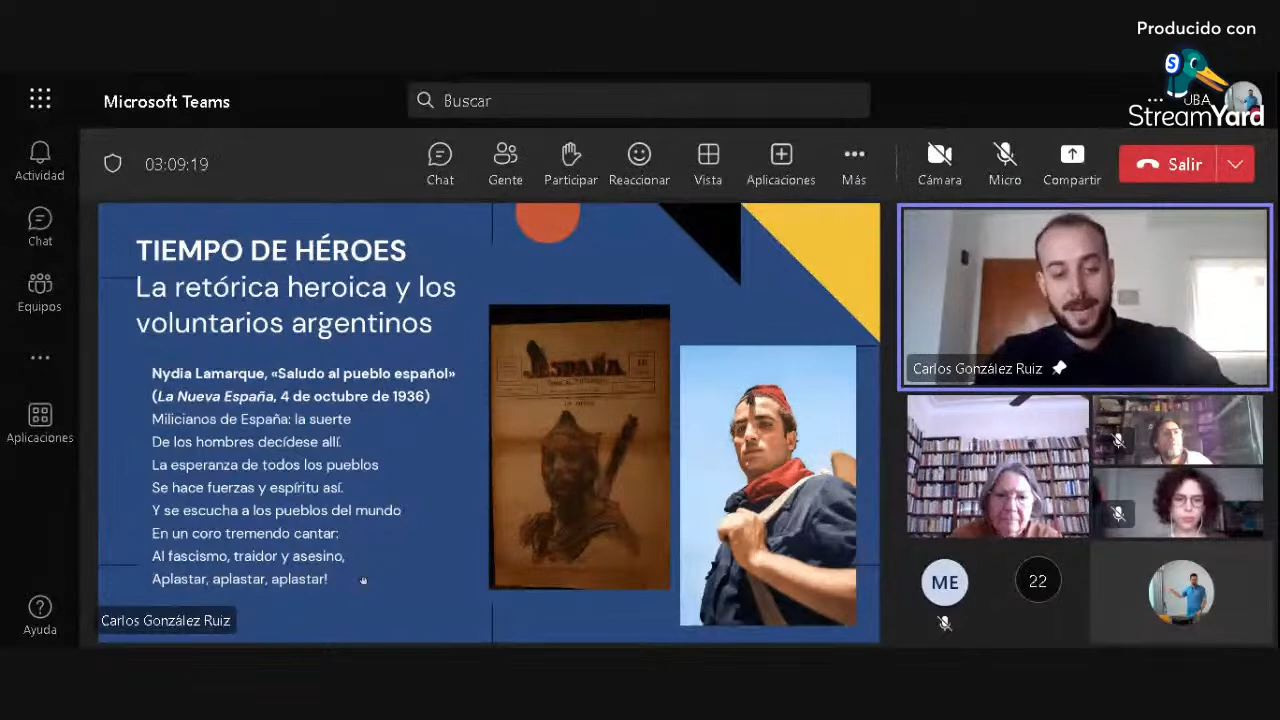 Producido con
StreamYard
Microsoft Teams
Buscar
UBA
Actividad
Chat
Equipos
Aplicaciones
Ayuda
03:09:19
Chat
Gente
Participar
Reaccionar
Vista
Aplicaciones
Más
Cámara
Micro
Compartir
Salir
TIEMPO DE HÉROES
La retórica heroica y los
voluntarios argentinos
Nydia Lamarque, «Saludo al pueblo español»
(La Nueva España, 4 de octubre de 1936)
Milicianos de España: la suerte
De los hombres decídese allí.
La esperanza de todos los pueblos
Se hace fuerzas y espíritu así.
Y se escucha a los pueblos del mundo
En un coro tremendo cantar:
Al fascismo, traidor y asesino,
Aplastar, aplastar, aplastar!
ESPAÑA
Carlos González Ruiz
Carlos González Ruiz
ME
22